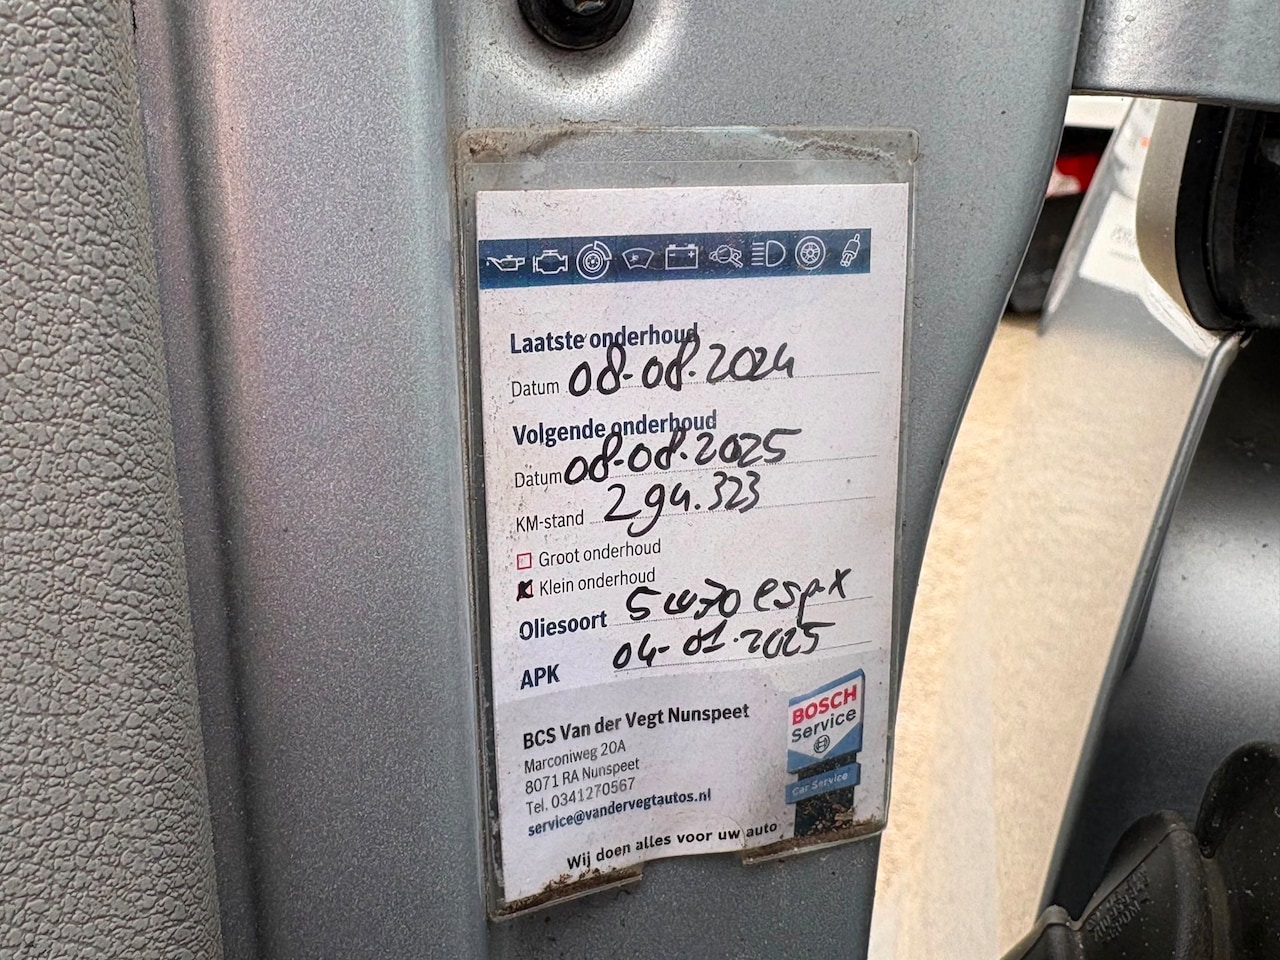 Laatste onderhoud
Datum 08-08-2024
Volgende onderhoud
Datum 08-08-2025
KM-stand 294.323
Groot onderhoud
Klein onderhoud
Oliesoort 5W30
APK 04-01-2025
BCS Van der Vegt Nunspeet
Marconiweg 20A
8071 RA Nunspeet
Tel. 0341270567
service@vandervegtautos.nl
BOSCH
Service
Car Service
Wij doen alles voor uw auto